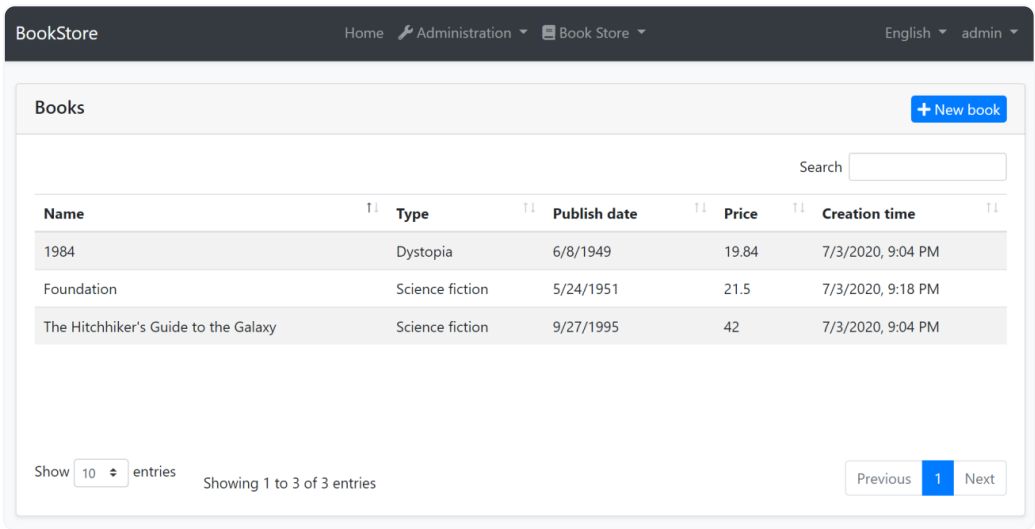 BookStore Home Administration Book Store English admin
Books New book
Search
Name Type Publish date Price Creation time
1984 Dystopia 6/8/1949 19.84 7/3/2020, 9:04 PM
Foundation Science fiction 5/24/1951 21.5 7/3/2020, 9:18 PM
The Hitchhiker's Guide to the Galaxy Science fiction 9/27/1995 42 7/3/2020, 9:04 PM
Show 10 entries Showing 1 to 3 of 3 entries Previous 1 Next